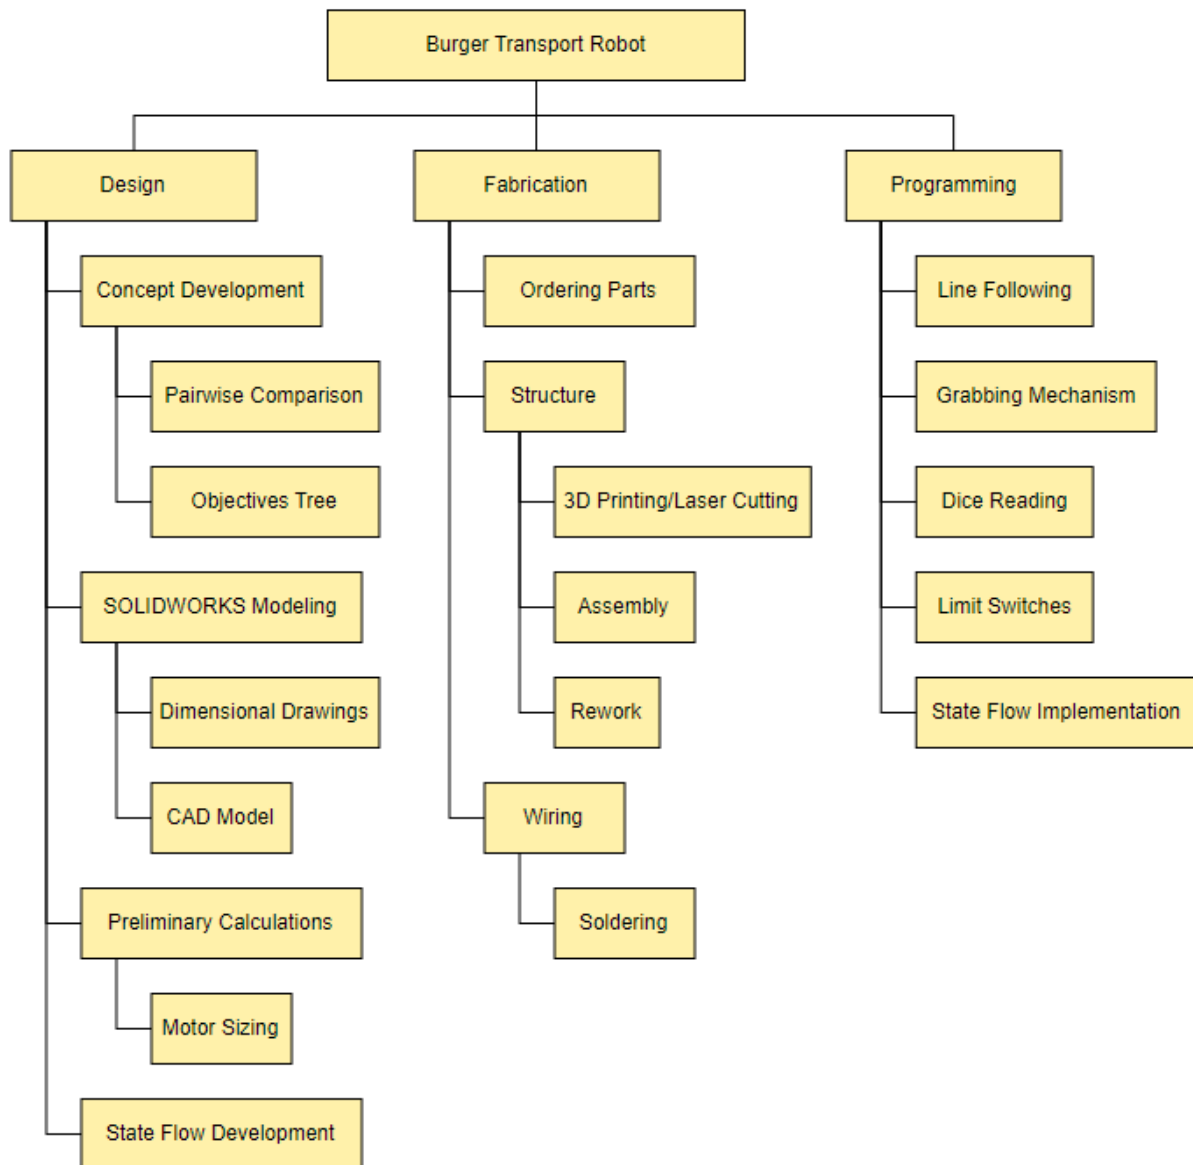 Burger Transport Robot
Design
Concept Development
Pairwise Comparison
Objectives Tree
SOLIDWORKS Modeling
Dimensional Drawings
CAD Model
Preliminary Calculations
Motor Sizing
State Flow Development
Fabrication
Ordering Parts
Structure
3D Printing/Laser Cutting
Assembly
Rework
Wiring
Soldering
Programming
Line Following
Grabbing Mechanism
Dice Reading
Limit Switches
State Flow Implementation